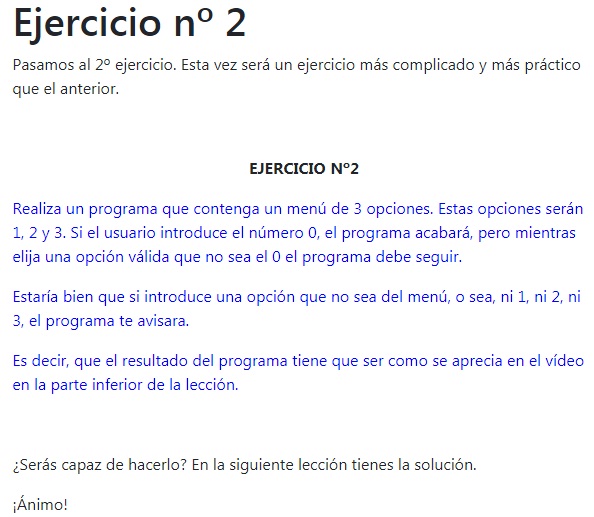 Ejercicio nº 2
Pasamos al 2º ejercicio. Esta vez será un ejercicio más complicado y más práctico
que el anterior.
EJERCICIO Nº2
Realiza un programa que contenga un menú de 3 opciones. Estas opciones serán
1, 2 y 3. Si el usuario introduce el número 0, el programa acabará, pero mientras
elija una opción válida que no sea el 0 el programa debe seguir.
Estaría bien que si introduce una opción que no sea del menú, o sea, ni 1, ni 2, ni
3, el programa te avisara.
Es decir, que el resultado del programa tiene que ser como se aprecia en el vídeo
en la parte inferior de la lección.
¿Serás capaz de hacerlo? En la siguiente lección tienes la solución.
¡Ánimo!